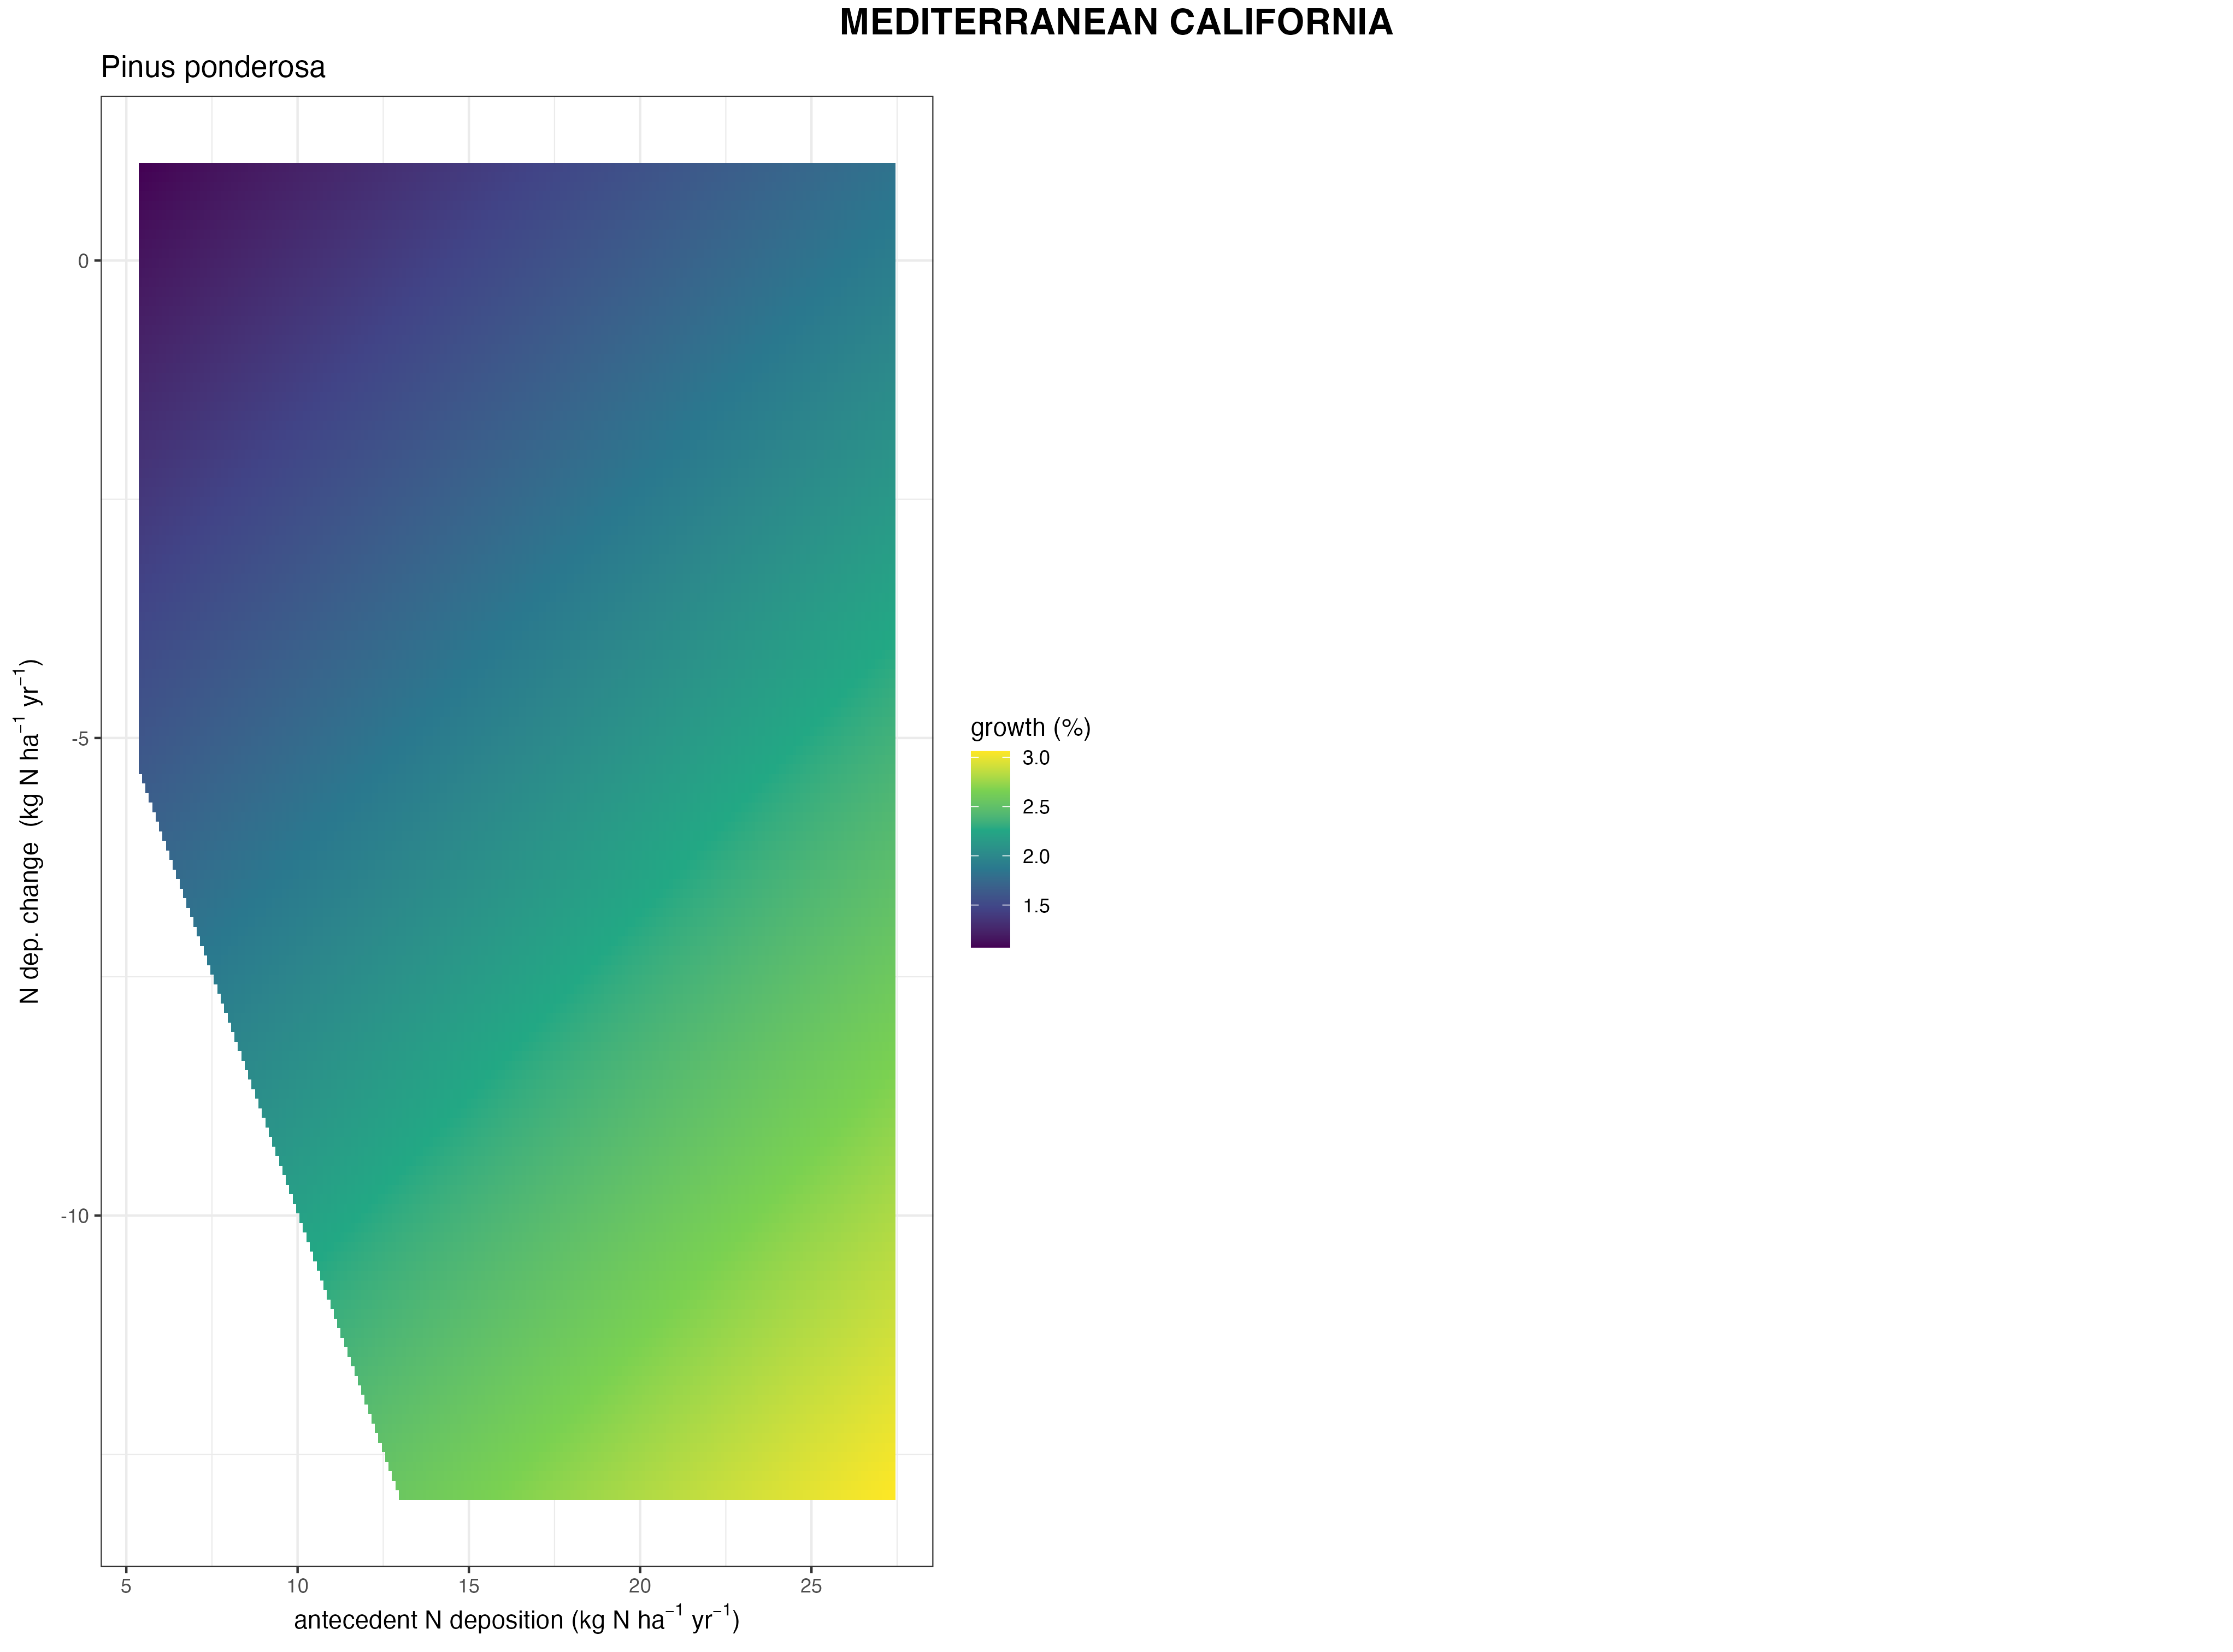 MEDITERRANEAN CALIFORNIA
Pinus ponderosa
0
-5
-10
N dep. change (kg N ha⁻¹ yr⁻¹)
5 10 15 20 25
antecedent N deposition (kg N ha⁻¹ yr⁻¹)
growth (%)
3.0
2.5
2.0
1.5